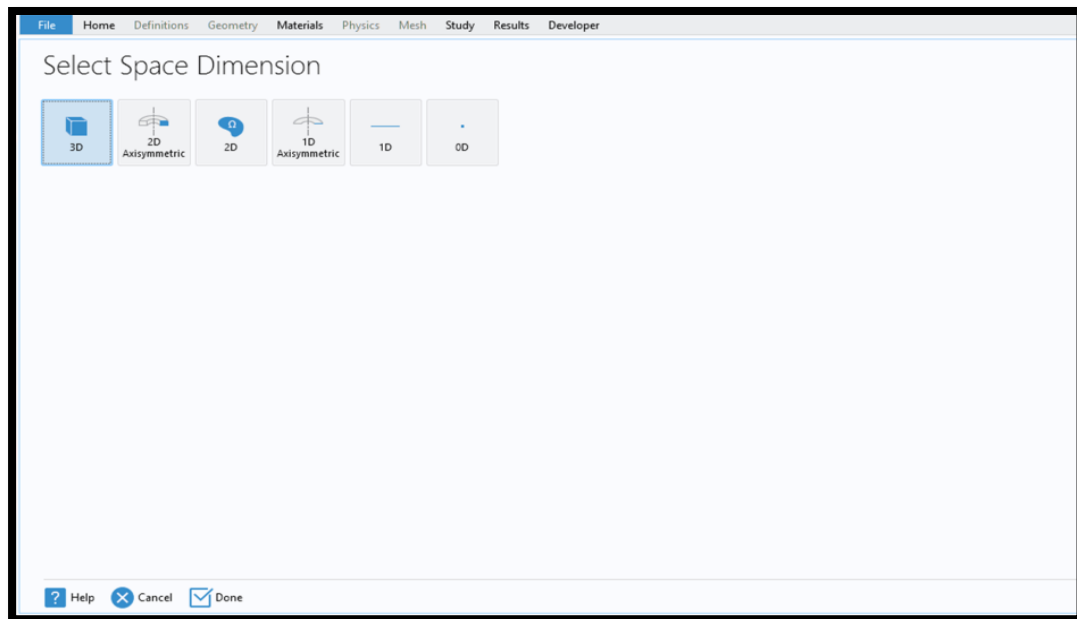 File Home Definitions Geometry Materials Physics Mesh Study Results Developer
Select Space Dimension
3D
2D
Axisymmetric
Ω
2D
1D
Axisymmetric
1D
0D
? Help Cancel Done